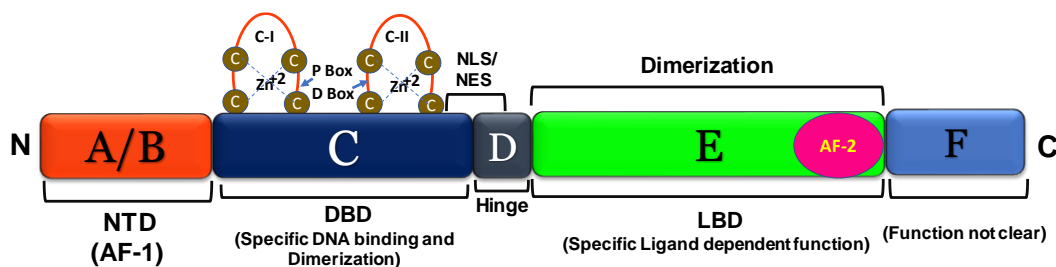 C-I
C-II
C C C C
Zn+2
C C C C
Zn+2
P Box
D Box
NLS/
NES
Dimerization
N
A/B
C
D
E
AF-2
F
C
NTD
(AF-1)
DBD
(Specific DNA binding and
Dimerization)
Hinge
LBD
(Specific Ligand dependent function)
(Function not clear)